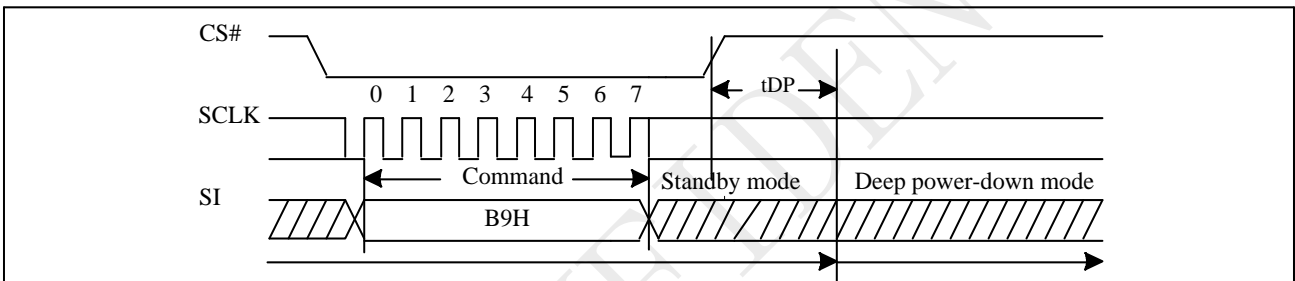 CS#
tDP
0 1 2 3 4 5 6 7
SCLK
Command
Standby mode
Deep power-down mode
SI
B9H